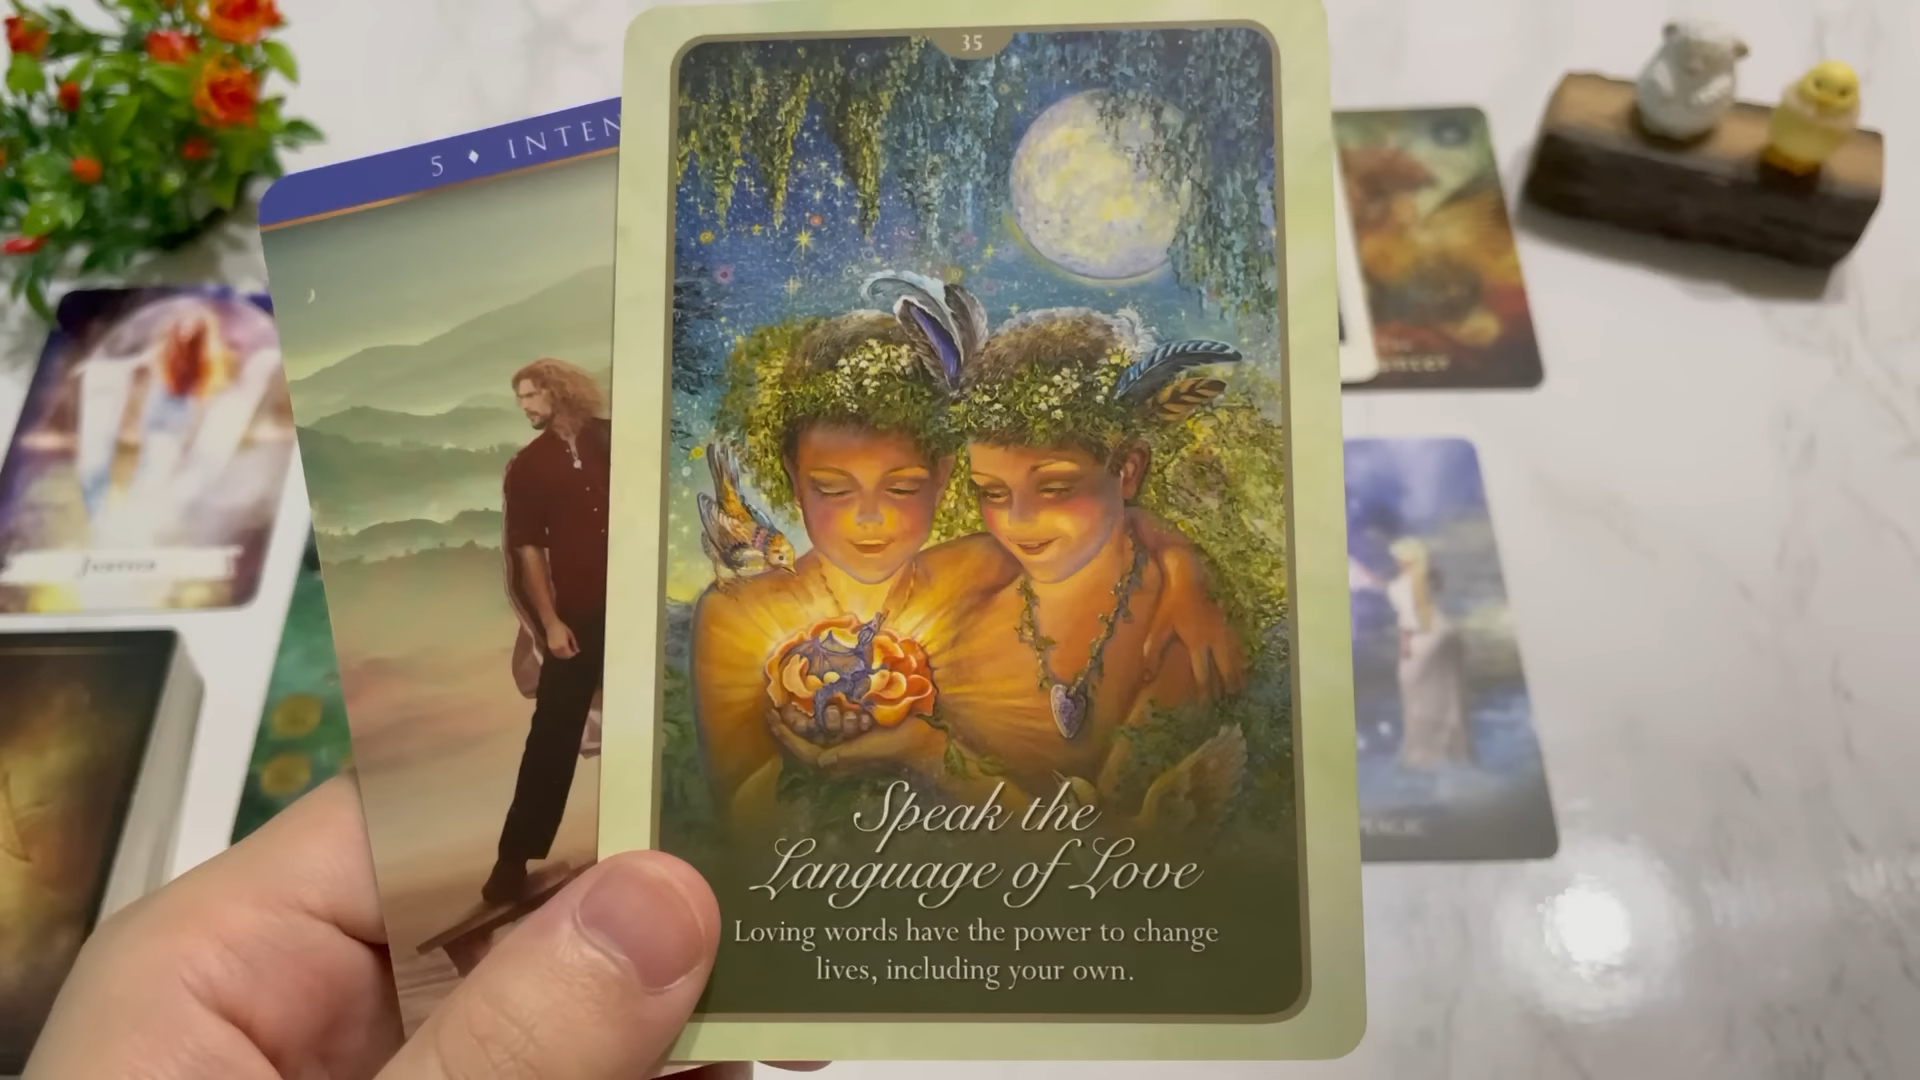 35
5 ♦ INTEN
Justice
Speak the
Language of Love
Loving words have the power to change
lives, including your own.